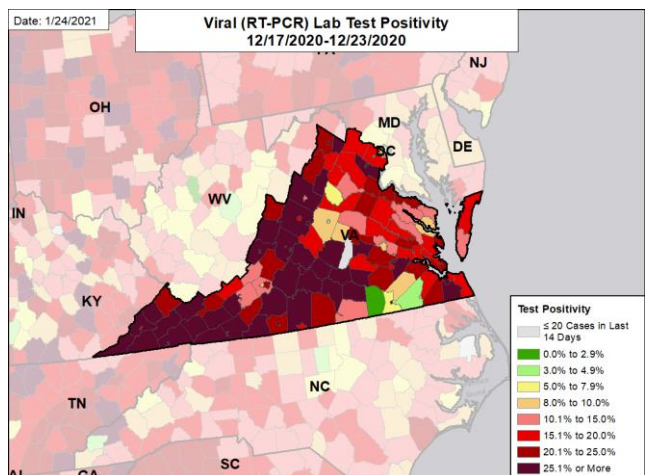 Date: 1/24/2021
Viral (RT-PCR) Lab Test Positivity
12/17/2020-12/23/2020
NJ
OH
MD
DC
DE
WV
IN
VA
KY
Test Positivity
≤ 20 Cases in Last
14 Days
0.0% to 2.9%
3.0% to 4.9%
5.0% to 7.9%
8.0% to 10.0%
10.1% to 15.0%
15.1% to 20.0%
20.1% to 25.0%
25.1% or More
NC
TN
SC